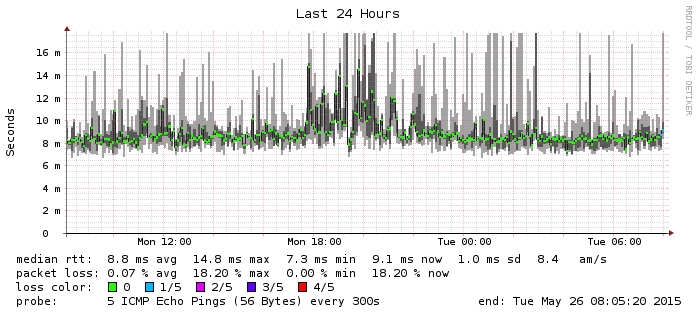 Last 24 Hours
RRDTOOL / TOBI OETIKER
Seconds
16 m
14 m
12 m
10 m
8 m
6 m
4 m
2 m
0
Mon 12:00 Mon 18:00 Tue 00:00 Tue 06:00
median rtt: 8.8 ms avg 14.8 ms max 7.3 ms min 9.1 ms now 1.0 ms sd 8.4 am/s
packet loss: 0.07 % avg 18.20 % max 0.00 % min 18.20 % now
loss color: 0 1/5 2/5 3/5 4/5
probe: 5 ICMP Echo Pings (56 Bytes) every 300s end: Tue May 26 08:05:20 2015